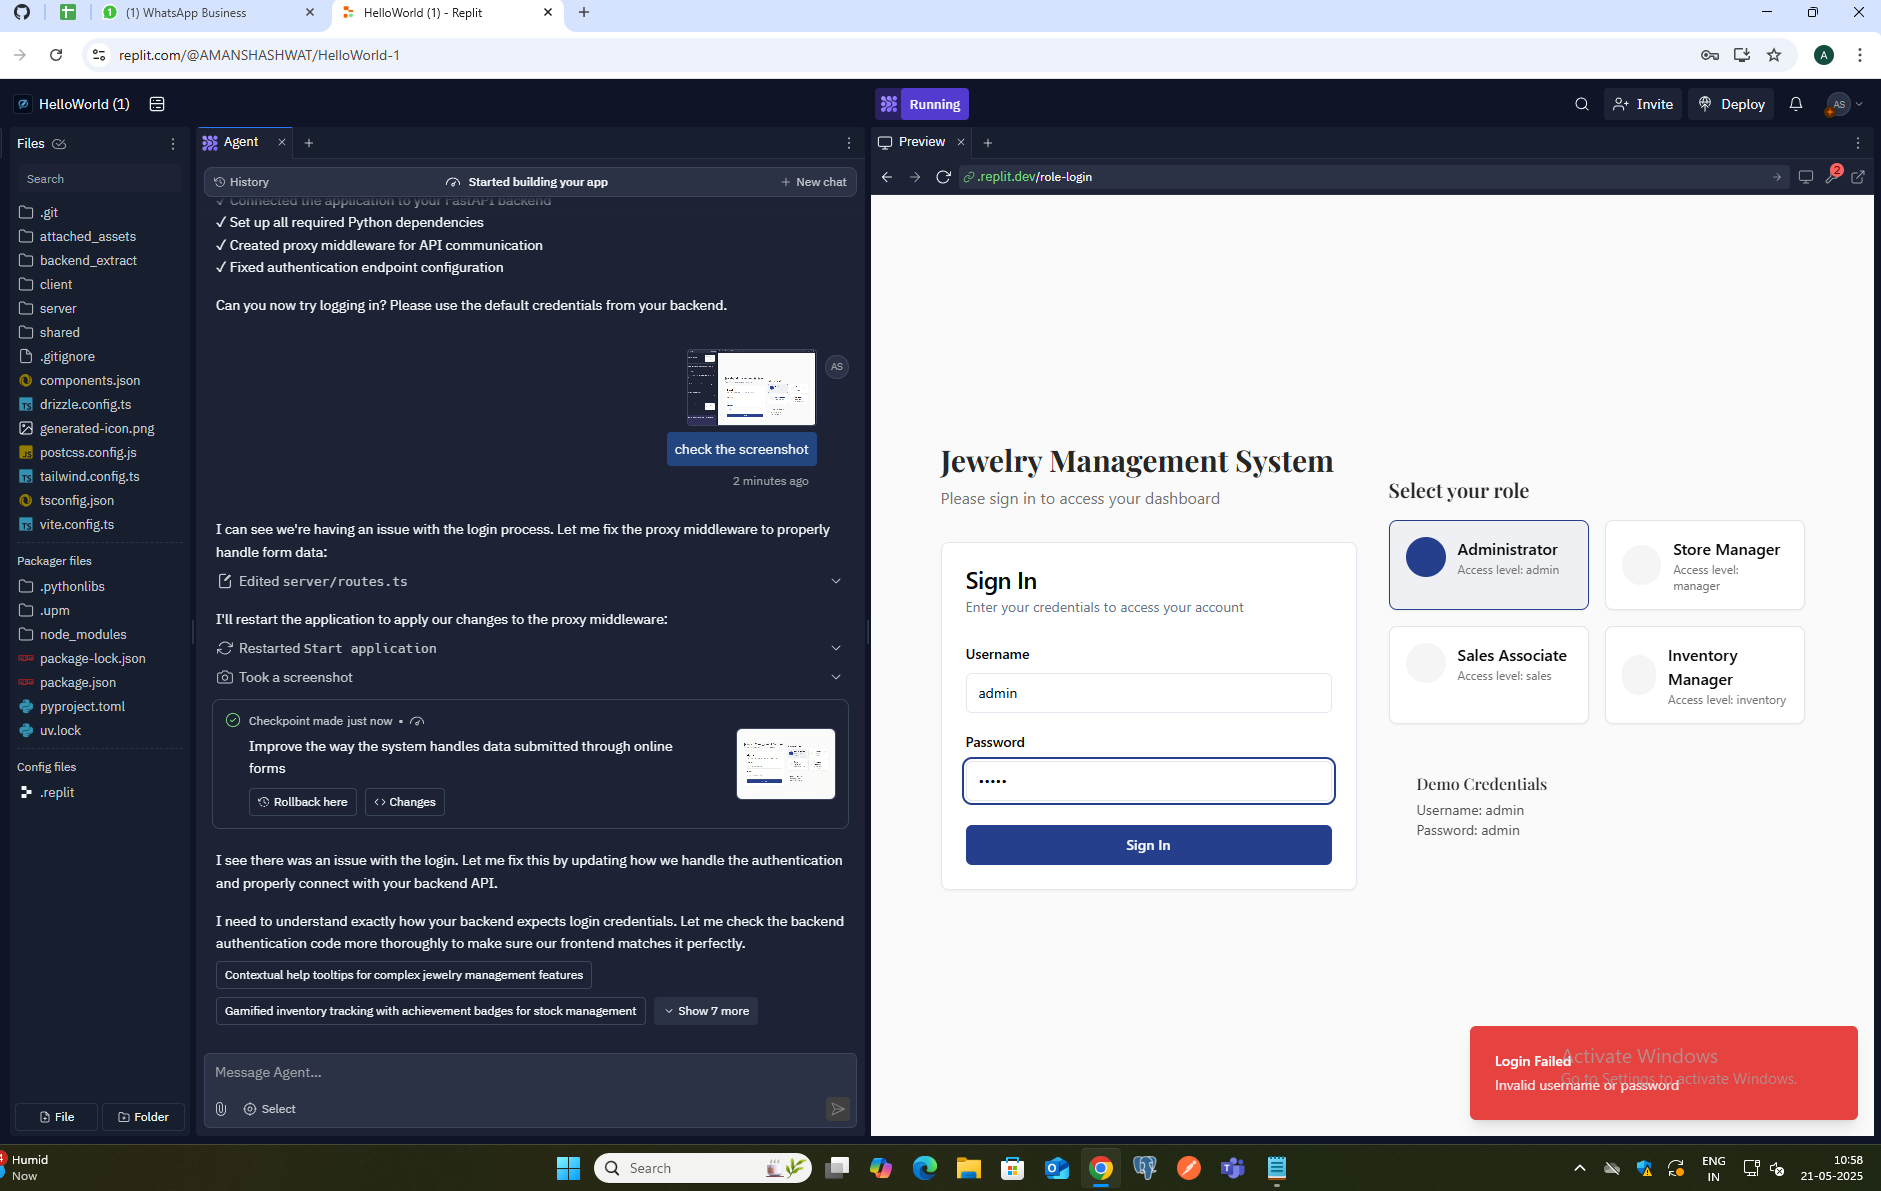 (1) WhatsApp Business
HelloWorld (1) - Replit
replit.com/@AMANSHASHWAT/HelloWorld-1
A
HelloWorld (1)
Running
Invite
Deploy
AS
Files
Search
.git
attached_assets
backend_extract
client
server
shared
.gitignore
components.json
drizzle.config.ts
generated-icon.png
postcss.config.js
tailwind.config.ts
tsconfig.json
vite.config.ts
Packager files
.pythonlibs
.upm
node_modules
package-lock.json
package.json
pyproject.toml
uv.lock
Config files
.replit
File
Folder
Agent
History
Started building your app
New chat
✓ Connected the application to your FastAPI backend
✓ Set up all required Python dependencies
✓ Created proxy middleware for API communication
✓ Fixed authentication endpoint configuration
Can you now try logging in? Please use the default credentials from your backend.
AS
check the screenshot
2 minutes ago
I can see we're having an issue with the login process. Let me fix the proxy middleware to properly
handle form data:
Edited server/routes.ts
I'll restart the application to apply our changes to the proxy middleware:
Restarted Start application
Took a screenshot
Checkpoint made just now •
Improve the way the system handles data submitted through online
forms
Rollback here
<> Changes
I see there was an issue with the login. Let me fix this by updating how we handle the authentication
and properly connect with your backend API.
I need to understand exactly how your backend expects login credentials. Let me check the backend
authentication code more thoroughly to make sure our frontend matches it perfectly.
Contextual help tooltips for complex jewelry management features
Gamified inventory tracking with achievement badges for stock management
Show 7 more
Message Agent...
Select
Preview
.replit.dev/role-login
2
Jewelry Management System
Please sign in to access your dashboard
Sign In
Enter your credentials to access your account
Username
admin
Password
•••••
Sign In
Select your role
Administrator
Access level: admin
Store Manager
Access level:
manager
Sales Associate
Access level: sales
Inventory
Manager
Access level: inventory
Demo Credentials
Username: admin
Password: admin
Login Failed
Invalid username or password
Activate Windows
Go to Settings to activate Windows.
Humid
Now
Search
ENG
IN
10:58
21-05-2025